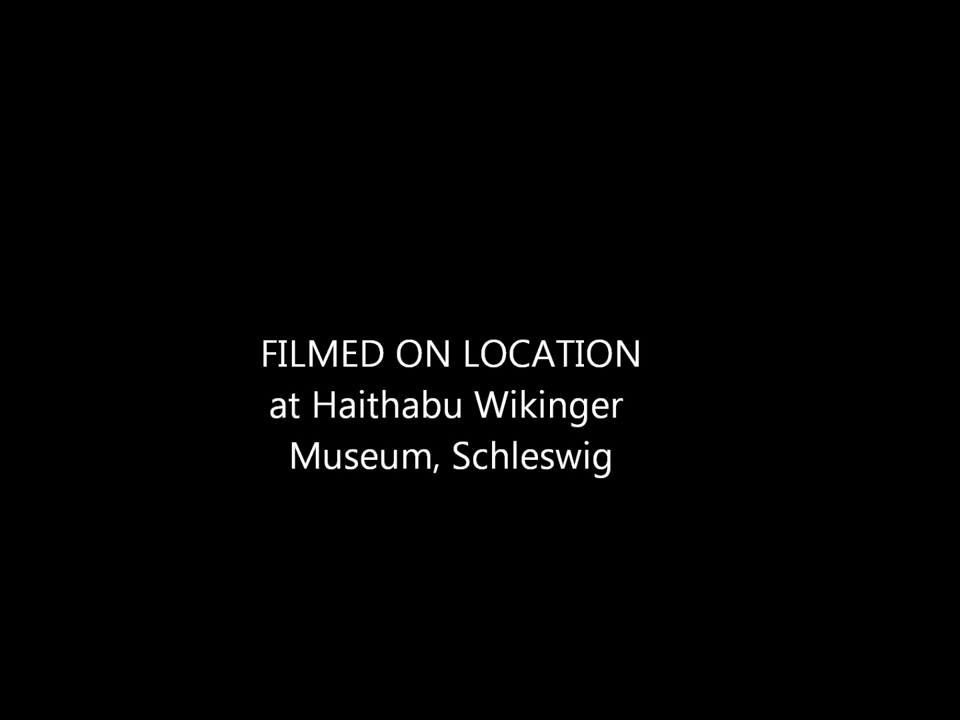 FILMED ON LOCATION
at Haithabu Wikinger
Museum, Schleswig